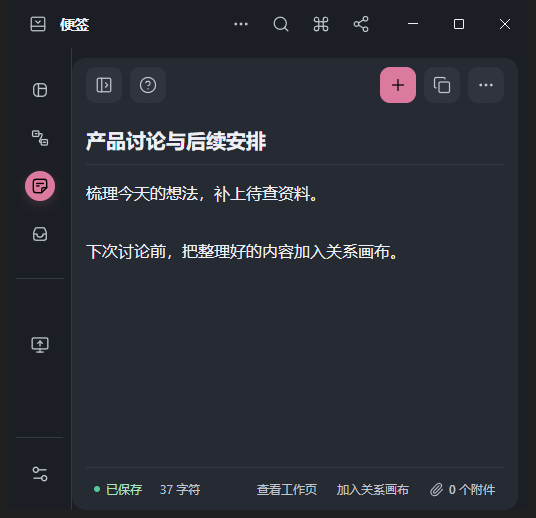 便签
产品讨论与后续安排
梳理今天的想法，补上待查资料。
下次讨论前，把整理好的内容加入关系画布。
已保存 37 字符 查看工作页 加入关系画布 0 个附件